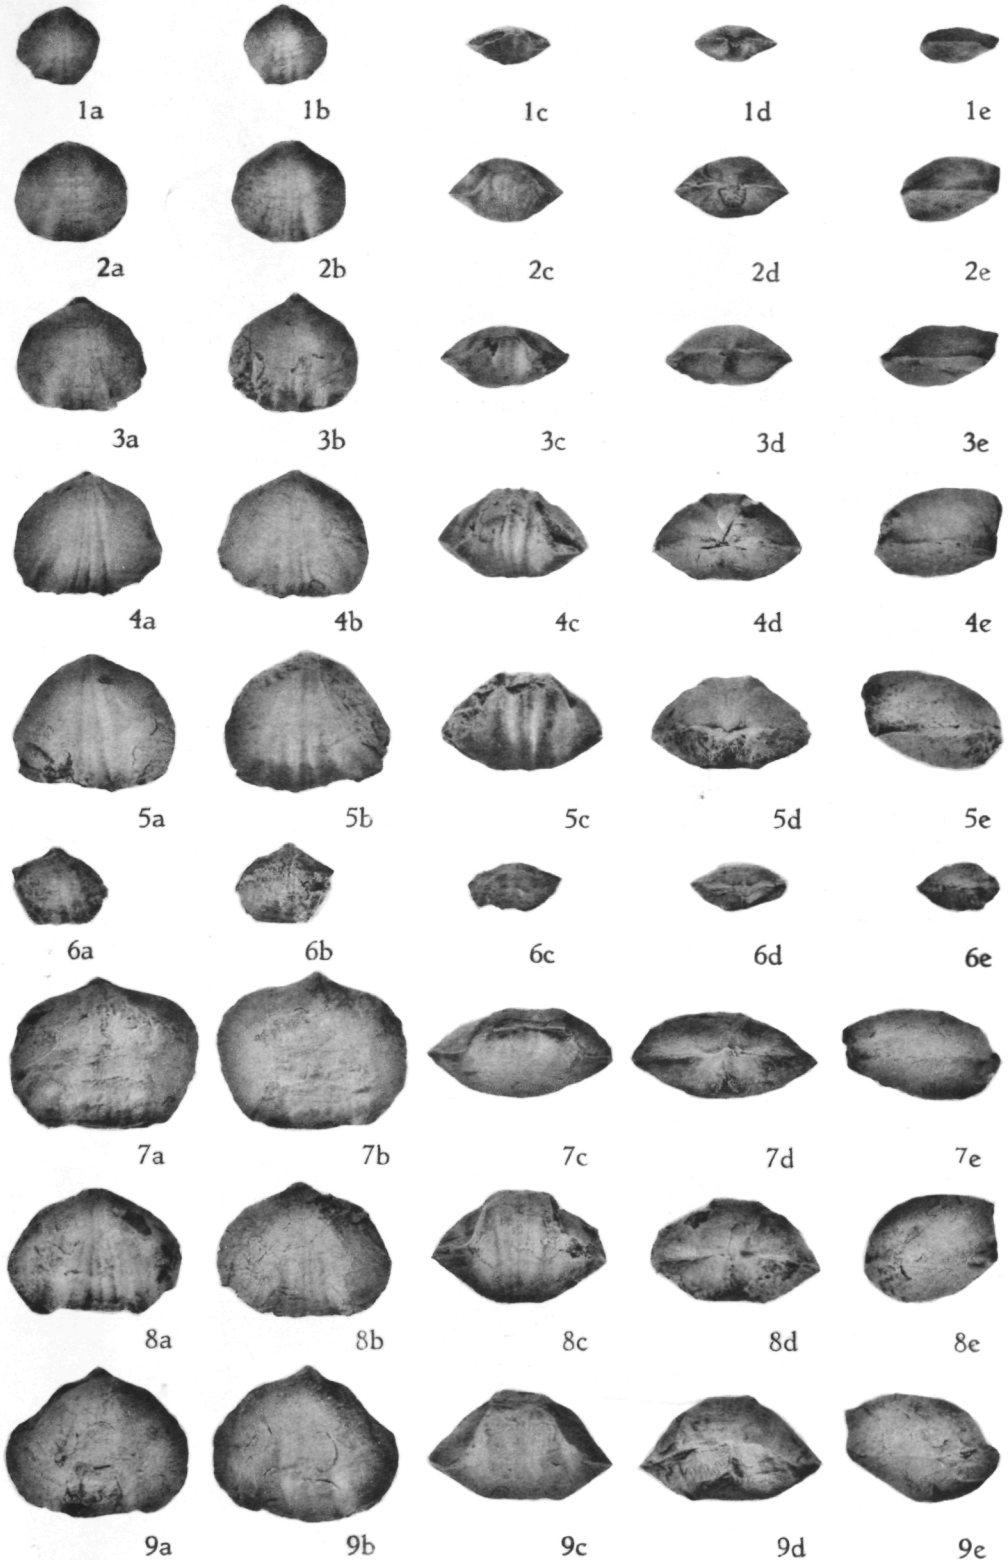 1a 1b 1c 1d 1e
2a 2b 2c 2d 2e
3a 3b 3c 3d 3e
4a 4b 4c 4d 4e
5a 5b 5c 5d 5e
6a 6b 6c 6d 6e
7a 7b 7c 7d 7e
8a 8b 8c 8d 8e
9a 9b 9c 9d 9e